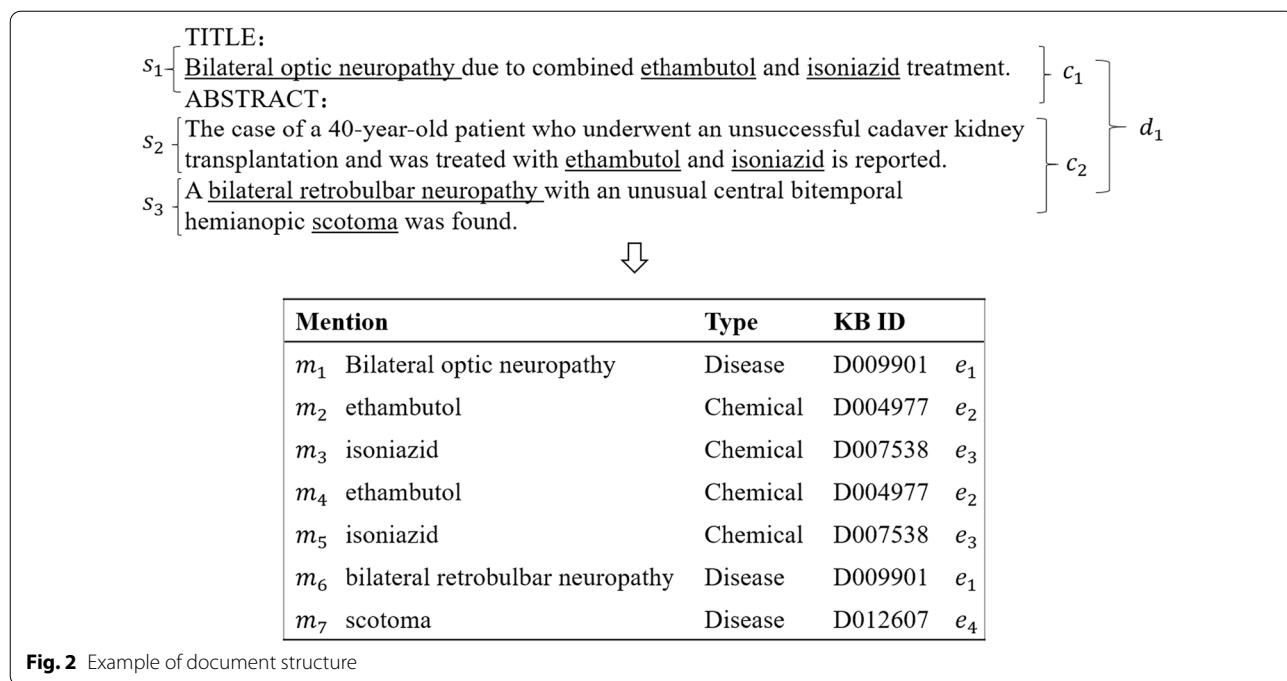 TITLE：
s₁ Bilateral optic neuropathy due to combined ethambutol and isoniazid treatment. c₁
ABSTRACT：
d₁
s₂ The case of a 40-year-old patient who underwent an unsuccessful cadaver kidney
transplantation and was treated with ethambutol and isoniazid is reported. c₂
s₃ A bilateral retrobulbar neuropathy with an unusual central bitemporal
hemianopic scotoma was found.
Mention Type KB ID
m₁ Bilateral optic neuropathy Disease D009901 e₁
m₂ ethambutol Chemical D004977 e₂
m₃ isoniazid Chemical D007538 e₃
m₄ ethambutol Chemical D004977 e₂
m₅ isoniazid Chemical D007538 e₃
m₆ bilateral retrobulbar neuropathy Disease D009901 e₁
m₇ scotoma Disease D012607 e₄
Fig. 2 Example of document structure